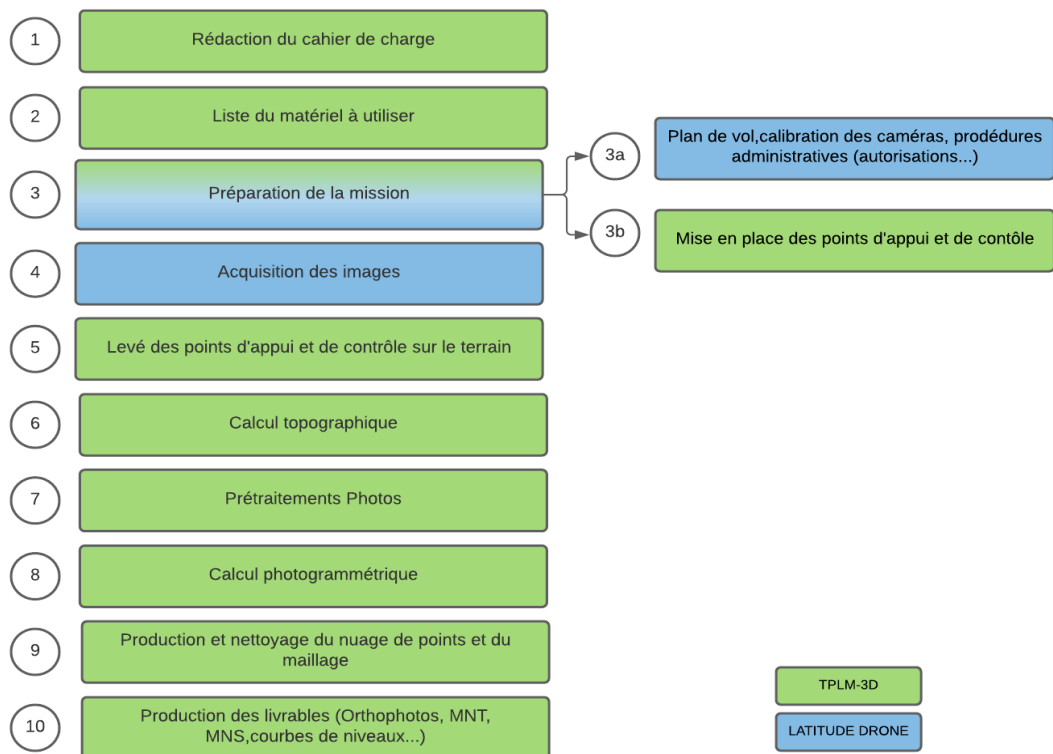 1
Rédaction du cahier de charge
2
Liste du matériel à utiliser
3
Préparation de la mission
3a
Plan de vol,calibration des caméras, prodédures
administratives (autorisations...)
3b
Mise en place des points d'appui et de contôle
4
Acquisition des images
5
Levé des points d'appui et de contrôle sur le terrain
6
Calcul topographique
7
Prétraitements Photos
8
Calcul photogrammétrique
9
Production et nettoyage du nuage de points et du
maillage
10
Production des livrables (Orthophotos, MNT,
MNS,courbes de niveaux...)
TPLM-3D
LATITUDE DRONE